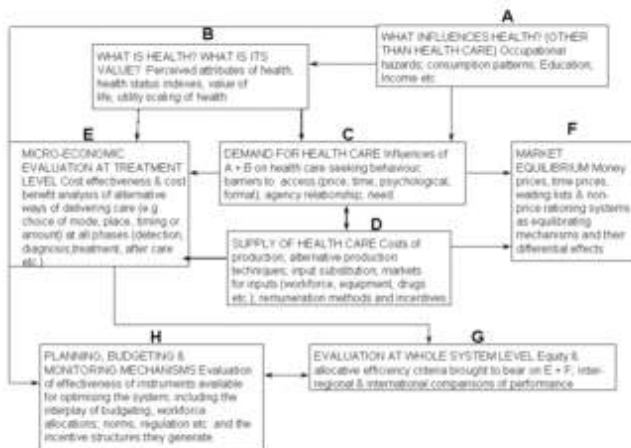 A
WHAT INFLUENCES HEALTH? (OTHER
THAN HEALTH CARE) Occupational
hazards; consumption patterns; Education,
Income etc
B
WHAT IS HEALTH? WHAT IS ITS
VALUE? Perceived attributes of health,
health status indexes, value of
life, utility scaling of health
E
MICRO-ECONOMIC
EVALUATION AT TREATMENT
LEVEL Cost effectiveness & cost
benefit analysis of alternative
ways of delivering care (e.g
choice of mode, place, timing or
amount) at all phases (detection,
diagnosis,treatment, after care
etc.)
C
DEMAND FOR HEALTH CARE Influences of
A + B on health care seeking behaviour;
barriers to access (price, time, psychological,
formal); agency relationship; need
F
MARKET
EQUILIBRIUM Money
prices, time prices,
waiting lists & non-
price rationing systems
as equilibrating
mechanisms and their
differential effects
D
SUPPLY OF HEALTH CARE Costs of
production; alternative production
techniques; input substitution; markets
for inputs (workforce, equipment, drugs
etc.); remuneration methods and incentives
H
PLANNING, BUDGETING &
MONITORING MECHANISMS Evaluation
of effectiveness of instruments available
for optimising the system; including the
interplay of budgeting, workforce
allocations; norms, regulation etc and the
incentive structures they generate
G
EVALUATION AT WHOLE SYSTEM LEVEL Equity &
allocative efficiency criteria brought to bear on E + F; inter-
regional & international comparisons of performance